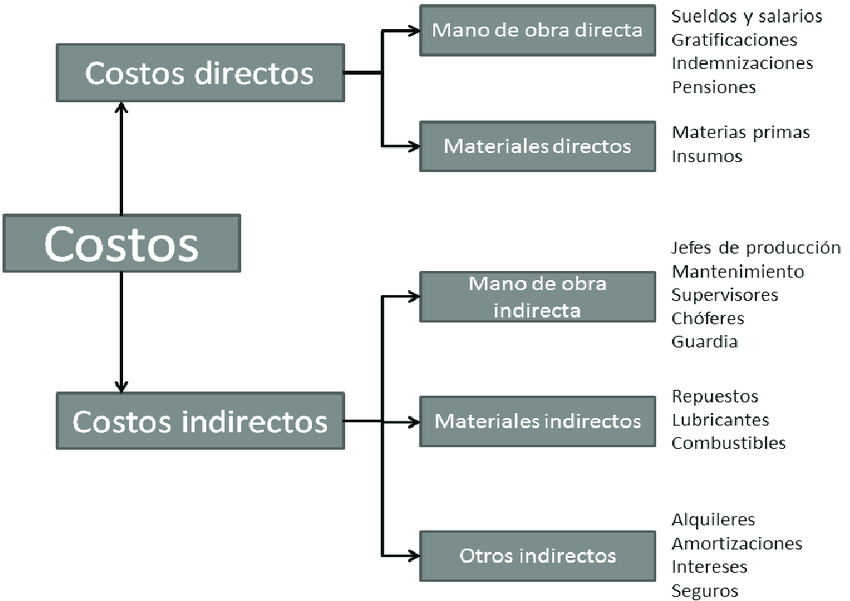 Costos
Costos directos
Mano de obra directa
Sueldos y salarios
Gratificaciones
Indemnizaciones
Pensiones
Materiales directos
Materias primas
Insumos
Costos indirectos
Mano de obra
indirecta
Jefes de producción
Mantenimiento
Supervisores
Chóferes
Guardia
Materiales indirectos
Repuestos
Lubricantes
Combustibles
Otros indirectos
Alquileres
Amortizaciones
Intereses
Seguros